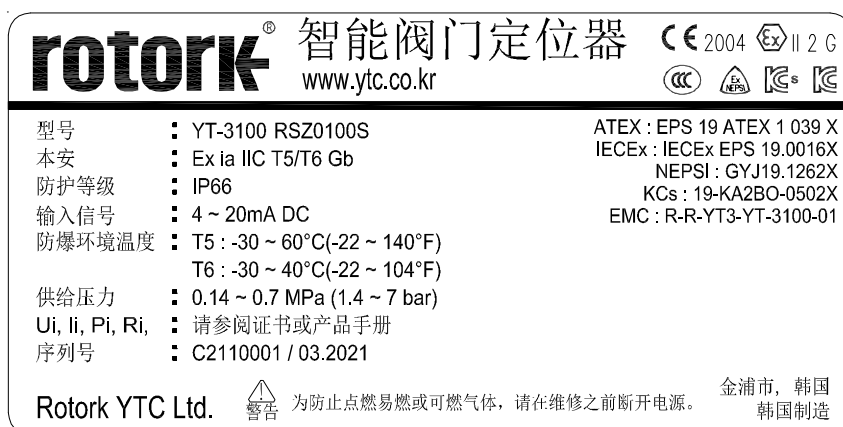 rotork® 智能阀门定位器
www.ytc.co.kr
CE 2004 Ex II 2 G
CCC Ex NEPSI KC s KC
型号 : YT-3100 RSZ0100S
本安 : Ex ia IIC T5/T6 Gb
防护等级 : IP66
输入信号 : 4 ~ 20mA DC
防爆环境温度 : T5 : -30 ~ 60°C(-22 ~ 140°F)
T6 : -30 ~ 40°C(-22 ~ 104°F)
供给压力 : 0.14 ~ 0.7 MPa (1.4 ~ 7 bar)
Ui, Ii, Pi, Ri, : 请参阅证书或产品手册
序列号 : C2110001 / 03.2021
ATEX : EPS 19 ATEX 1 039 X
IECEx : IECEx EPS 19.0016X
NEPSI : GYJ19.1262X
KCs : 19-KA2BO-0502X
EMC : R-R-YT3-YT-3100-01
Rotork YTC Ltd.
警告 为防止点燃易燃或可燃气体，请在维修之前断开电源。
金浦市, 韩国
韩国制造